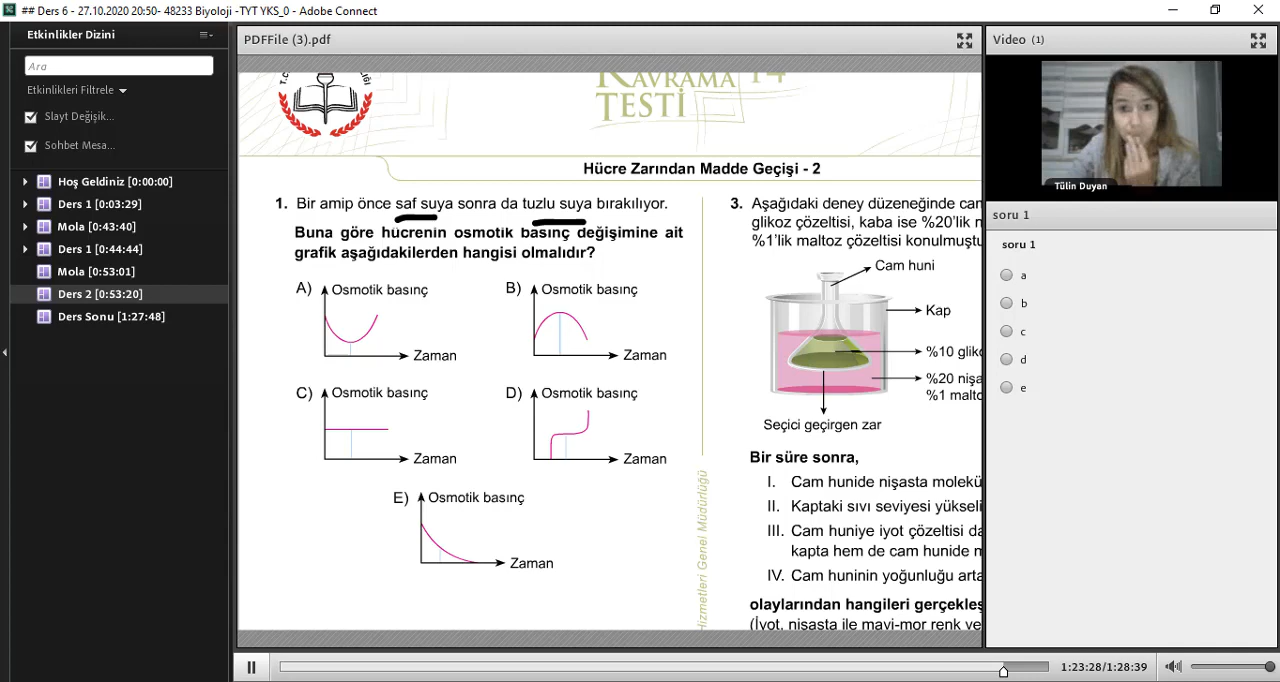 ## Ders 6 - 27.10.2020 20:50- 48233 Biyoloji -TYT YKS_0 - Adobe Connect
Etkinlikler Dizini
Ara
Etkinlikleri Filtrele
Slayt Değişik...
Sohbet Mesa...
Hoş Geldiniz [0:00:00]
Ders 1 [0:03:29]
Mola [0:43:40]
Ders 1 [0:44:44]
Mola [0:53:01]
Ders 2 [0:53:20]
Ders Sonu [1:27:48]
PDFFile (3).pdf
KAVRAMA 14
TESTİ
Hücre Zarından Madde Geçişi - 2
1. Bir amip önce saf suya sonra da tuzlu suya bırakılıyor.
Buna göre hücrenin osmotik basınç değişimine ait
grafik aşağıdakilerden hangisi olmalıdır?
A) Osmotik basınç
Zaman
B) Osmotik basınç
Zaman
C) Osmotik basınç
Zaman
D) Osmotik basınç
Zaman
E) Osmotik basınç
Zaman
Hizmetleri Genel Müdürlüğü
3. Aşağıdaki deney düzeneğinde can
glikoz çözeltisi, kaba ise %20'lik n
%1'lik maltoz çözeltisi konulmuştu
Cam huni
Kap
%10 gliko
%20 nişa
%1 malto
Seçici geçirgen zar
Bir süre sonra,
I. Cam hunide nişasta molekü
II. Kaptaki sıvı seviyesi yükseli
III. Cam huniye iyot çözeltisi da
kapta hem de cam hunide m
IV. Cam huninin yoğunluğu arta
olaylarından hangileri gerçekleş
(İyot, nişasta ile mavi-mor renk ve
Video (1)
Tülin Duyan
soru 1
soru 1
a
b
c
d
e
1:23:28/1:28:39